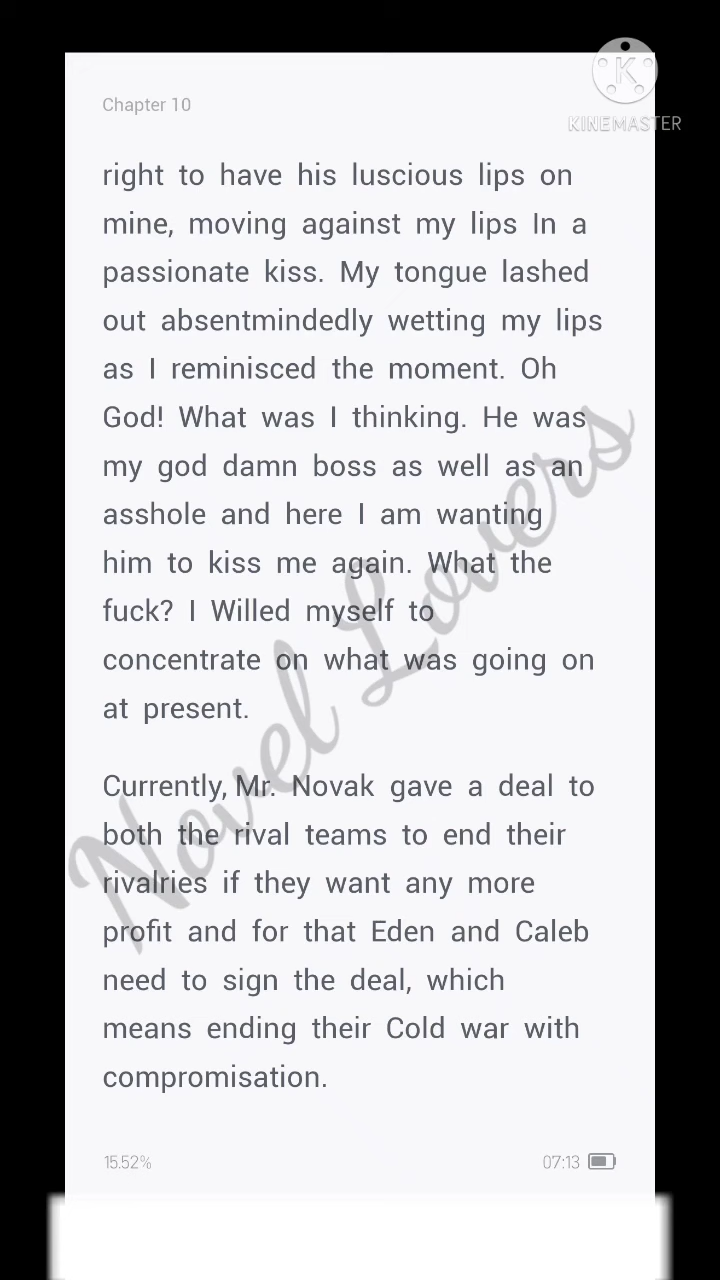 Chapter 10
KINEMASTER
right to have his luscious lips on
mine, moving against my lips In a
passionate kiss. My tongue lashed
out absentmindedly wetting my lips
as I reminisced the moment. Oh
God! What was I thinking. He was
my god damn boss as well as an
asshole and here I am wanting
him to kiss me again. What the
fuck? I Willed myself to
concentrate on what was going on
at present.
Currently, Mr. Novak gave a deal to
both the rival teams to end their
rivalries if they want any more
profit and for that Eden and Caleb
need to sign the deal, which
means ending their Cold war with
compromisation.
Novel Lovers
15.52%
07:13